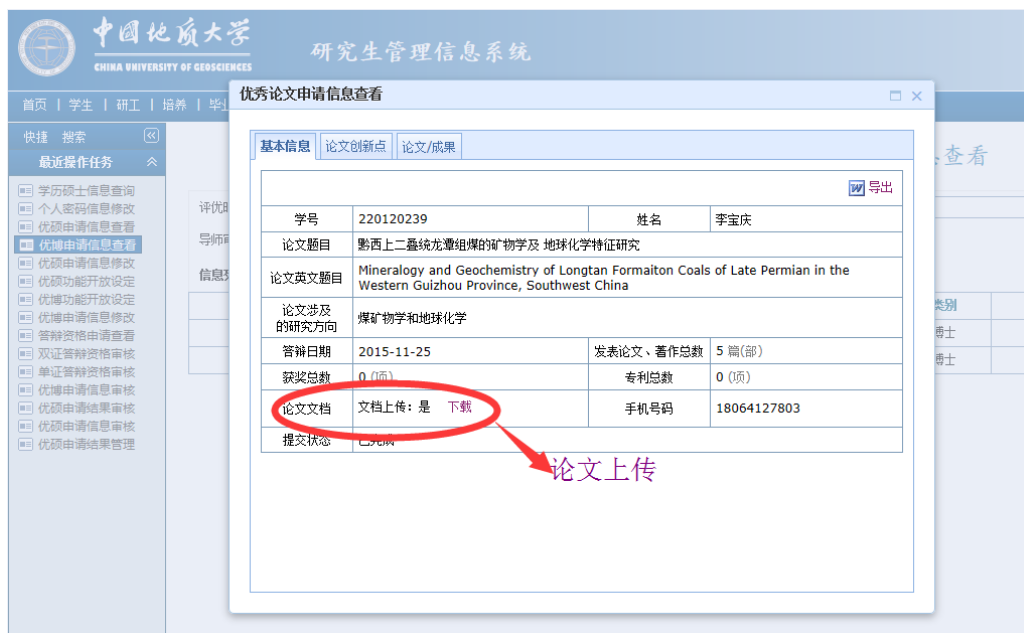 中國地质大学
CHINA UNIVERSITY OF GEOSCIENCES
研究生管理信息系统
首页 | 学生 | 研工 | 培养 |
快捷 搜索
最近操作任务
学历硕士信息查询
个人密码信息修改
优硕申请信息查看
优博申请信息查看
优硕申请信息修改
优硕功能开放设定
优博功能开放设定
优博申请信息修改
答辩资格申请查看
双证答辩资格审核
单证答辩资格审核
优博申请信息审核
优硕申请结果审核
优硕申请信息审核
优硕申请结果管理
查看
导师
信息
类别
博士
博士
优秀论文申请信息查看
基本信息 论文创新点 论文/成果
导出
学号 220120239 姓名 李宝庆
论文题目 黔西上二叠统龙潭组煤的矿物学及 地球化学特征研究
论文英文题目 Mineralogy and Geochemistry of Longtan Formaiton Coals of Late Permian in the
Western Guizhou Province, Southwest China
论文涉及
的研究方向 煤矿物学和地球化学
答辩日期 2015-11-25 发表论文、著作总数 5 篇(部)
获奖总数 0 (项) 专利总数 0 (项)
论文文档 文档上传：是 下载 手机号码 18064127803
提交状态 已完成
论文上传